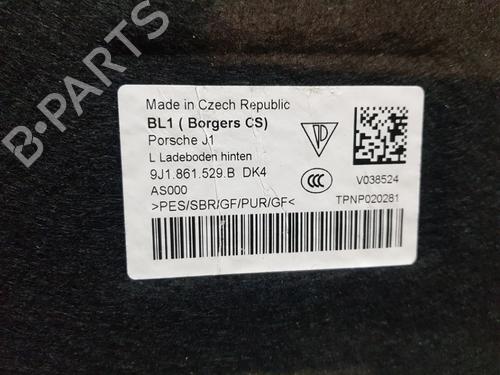 Made in Czech Republic
BL1 ( Borgers CS)
Porsche J1
L Ladeboden hinten
9J1.861.529.B DK4
AS000
>PES/SBR/GF/PUR/GF<
CCC
V038524
TPNP020281
B-PARTS